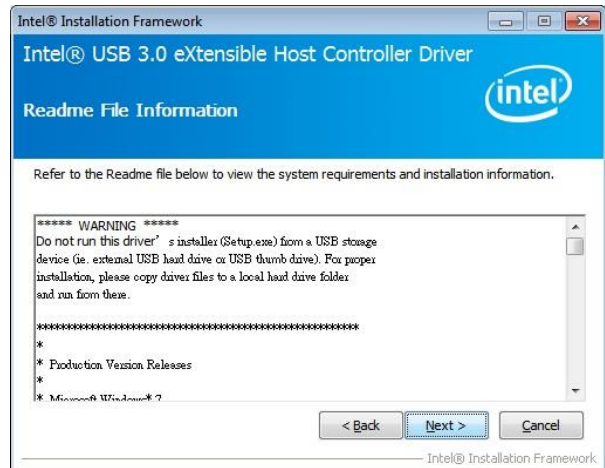 Intel® Installation Framework
Intel® USB 3.0 eXtensible Host Controller Driver
Readme File Information
intel
Refer to the Readme file below to view the system requirements and installation information.
***** WARNING *****
Do not run this driver’s installer (Setup.exe) from a USB storage
device (ie. external USB hard drive or USB thumb drive). For proper
installation, please copy driver files to a local hard drive folder
and run from there.
************************************************************
*
* Production Version Releases
*
* Microsoft Windows* 7
< Back
Next >
Cancel
Intel® Installation Framework